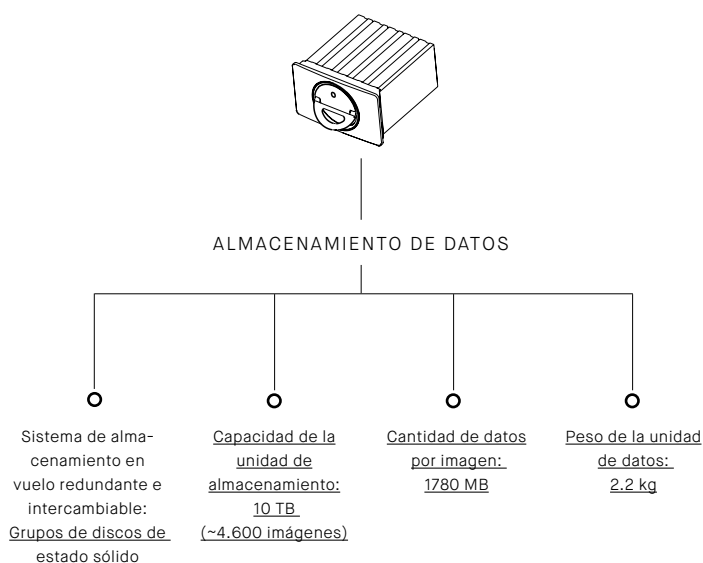 ALMACENAMIENTO DE DATOS
Sistema de alma-
cenamiento en
vuelo redundante e
intercambiable:
Grupos de discos de
estado sólido
Capacidad de la
unidad de
almacenamiento:
10 TB
(~4.600 imágenes)
Cantidad de datos
por imagen:
1780 MB
Peso de la unidad
de datos:
2.2 kg